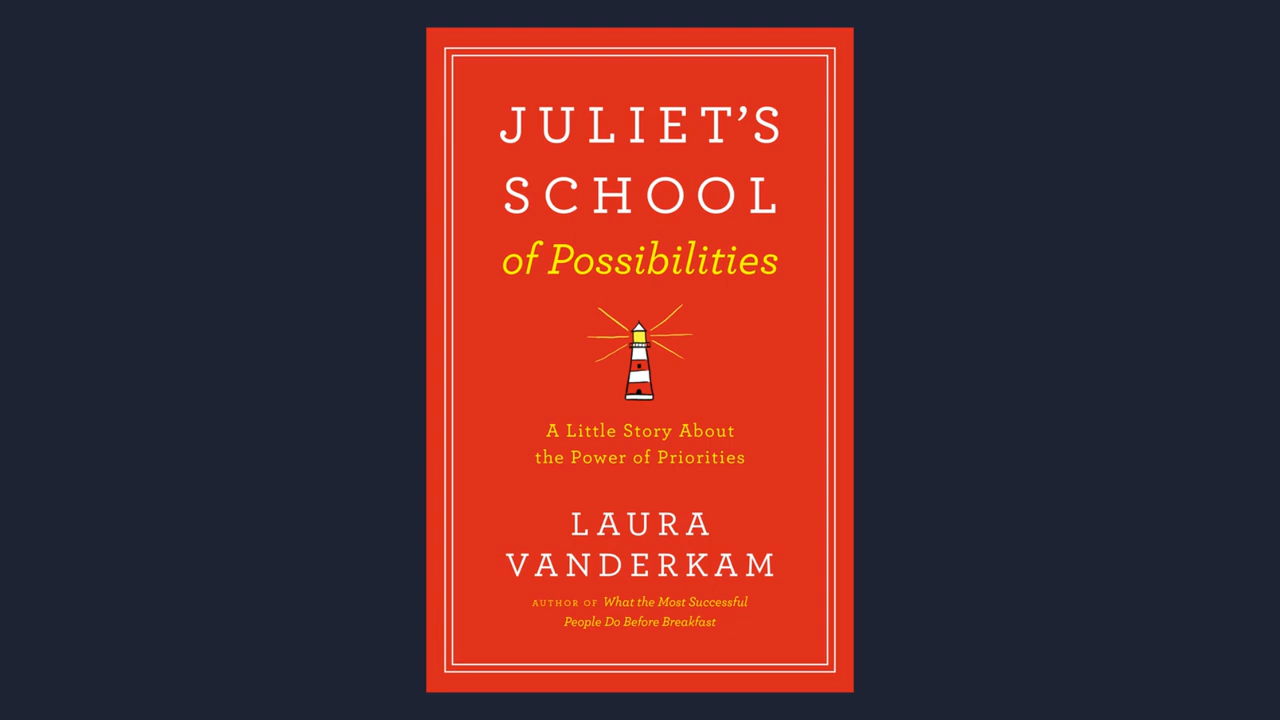 JULIET'S
SCHOOL
of Possibilities
A Little Story About
the Power of Priorities
LAURA
VANDERKAM
AUTHOR OF What the Most Successful
People Do Before Breakfast